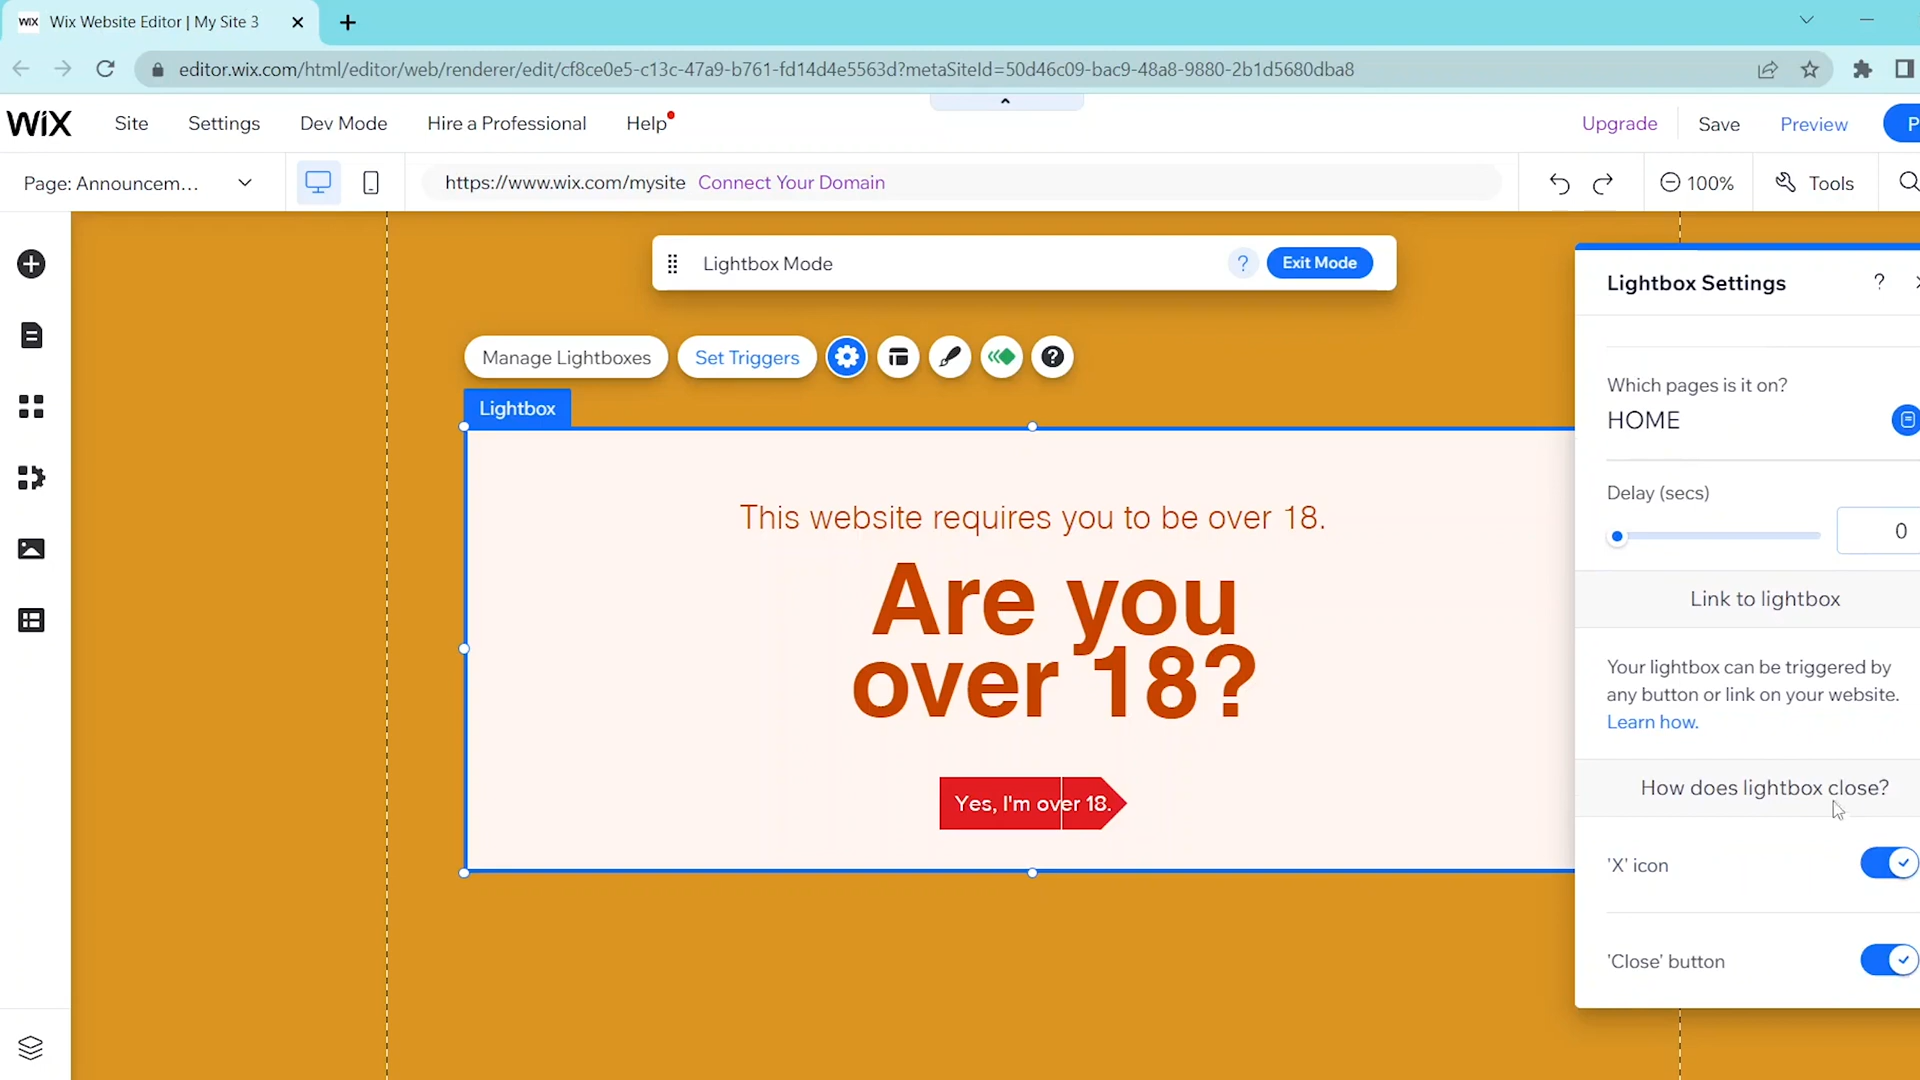 WIX Wix Website Editor | My Site 3
editor.wix.com/html/editor/web/renderer/edit/cf8ce0e5-c13c-47a9-b761-fd14d4e5563d?metaSiteId=50d46c09-bac9-48a8-9880-2b1d5680dba8
WIX Site Settings Dev Mode Hire a Professional Help Upgrade Save Preview P
Page: Announcem... https://www.wix.com/mysite Connect Your Domain 100% Tools
Lightbox Mode ? Exit Mode
Lightbox Settings ?
Manage Lightboxes Set Triggers ?
Lightbox
Which pages is it on?
HOME
Delay (secs)
0
Link to lightbox
Your lightbox can be triggered by
any button or link on your website.
Learn how.
How does lightbox close?
'X' icon
'Close' button
This website requires you to be over 18.
Are you
over 18?
Yes, I'm over 18.